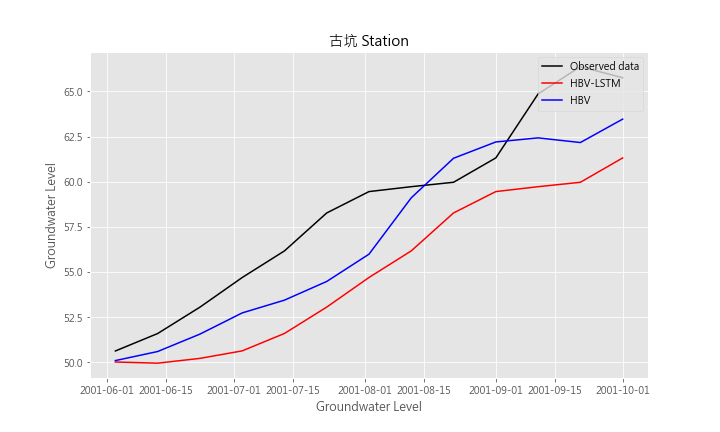 古坑 Station
Observed data
HBV-LSTM
HBV
Groundwater Level
65.0
62.5
60.0
57.5
55.0
52.5
50.0
2001-06-01 2001-06-15 2001-07-01 2001-07-15 2001-08-01 2001-08-15 2001-09-01 2001-09-15 2001-10-01
Groundwater Level